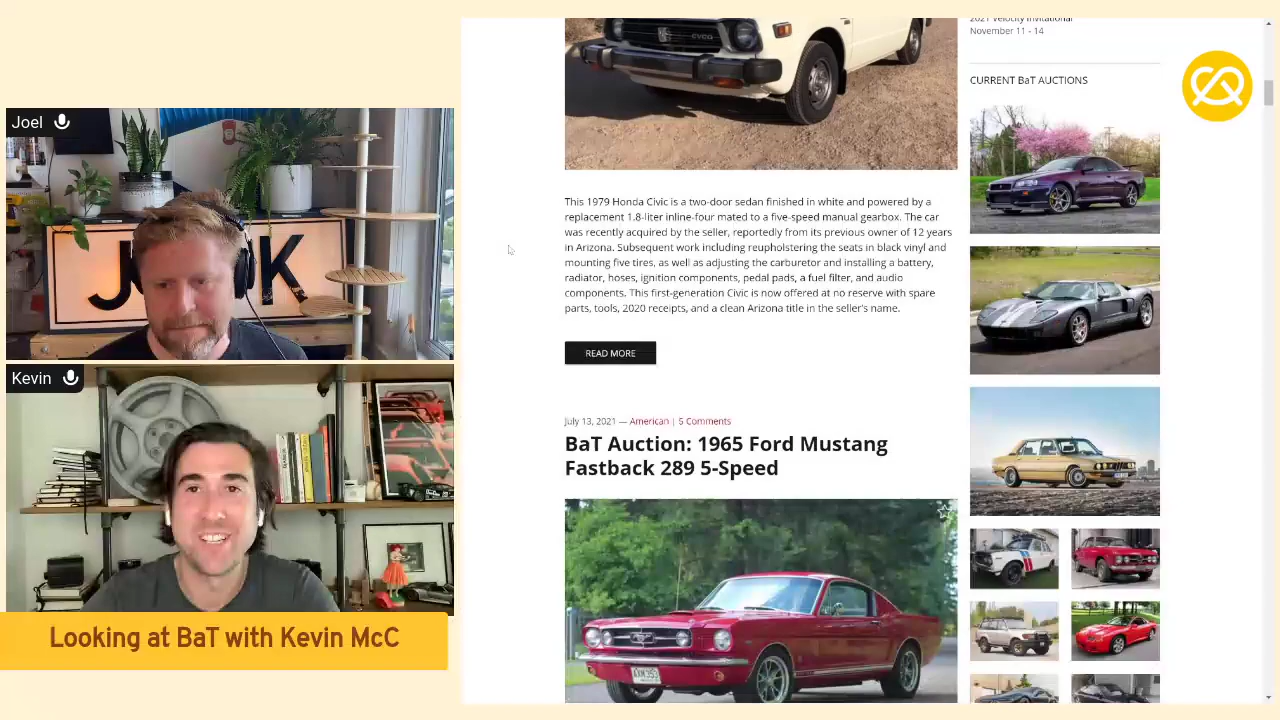 Joel
JOIK
Kevin
Looking at BaT with Kevin McC
CIVIC
This 1979 Honda Civic is a two-door sedan finished in white and powered by a
replacement 1.8-liter inline-four mated to a five-speed manual gearbox. The car
was recently acquired by the seller, reportedly from its previous owner of 12 years
in Arizona. Subsequent work including reupholstering the seats in black vinyl and
mounting five tires, as well as adjusting the carburetor and installing a battery,
radiator, hoses, ignition components, pedal pads, a fuel filter, and audio
components. This first-generation Civic is now offered at no reserve with spare
parts, tools, 2020 receipts, and a clean Arizona title in the seller's name.
READ MORE
July 13, 2021 — American | 5 Comments
BaT Auction: 1965 Ford Mustang
Fastback 289 5-Speed
2021 Velocity Invitational
November 11 - 14
CURRENT BaT AUCTIONS